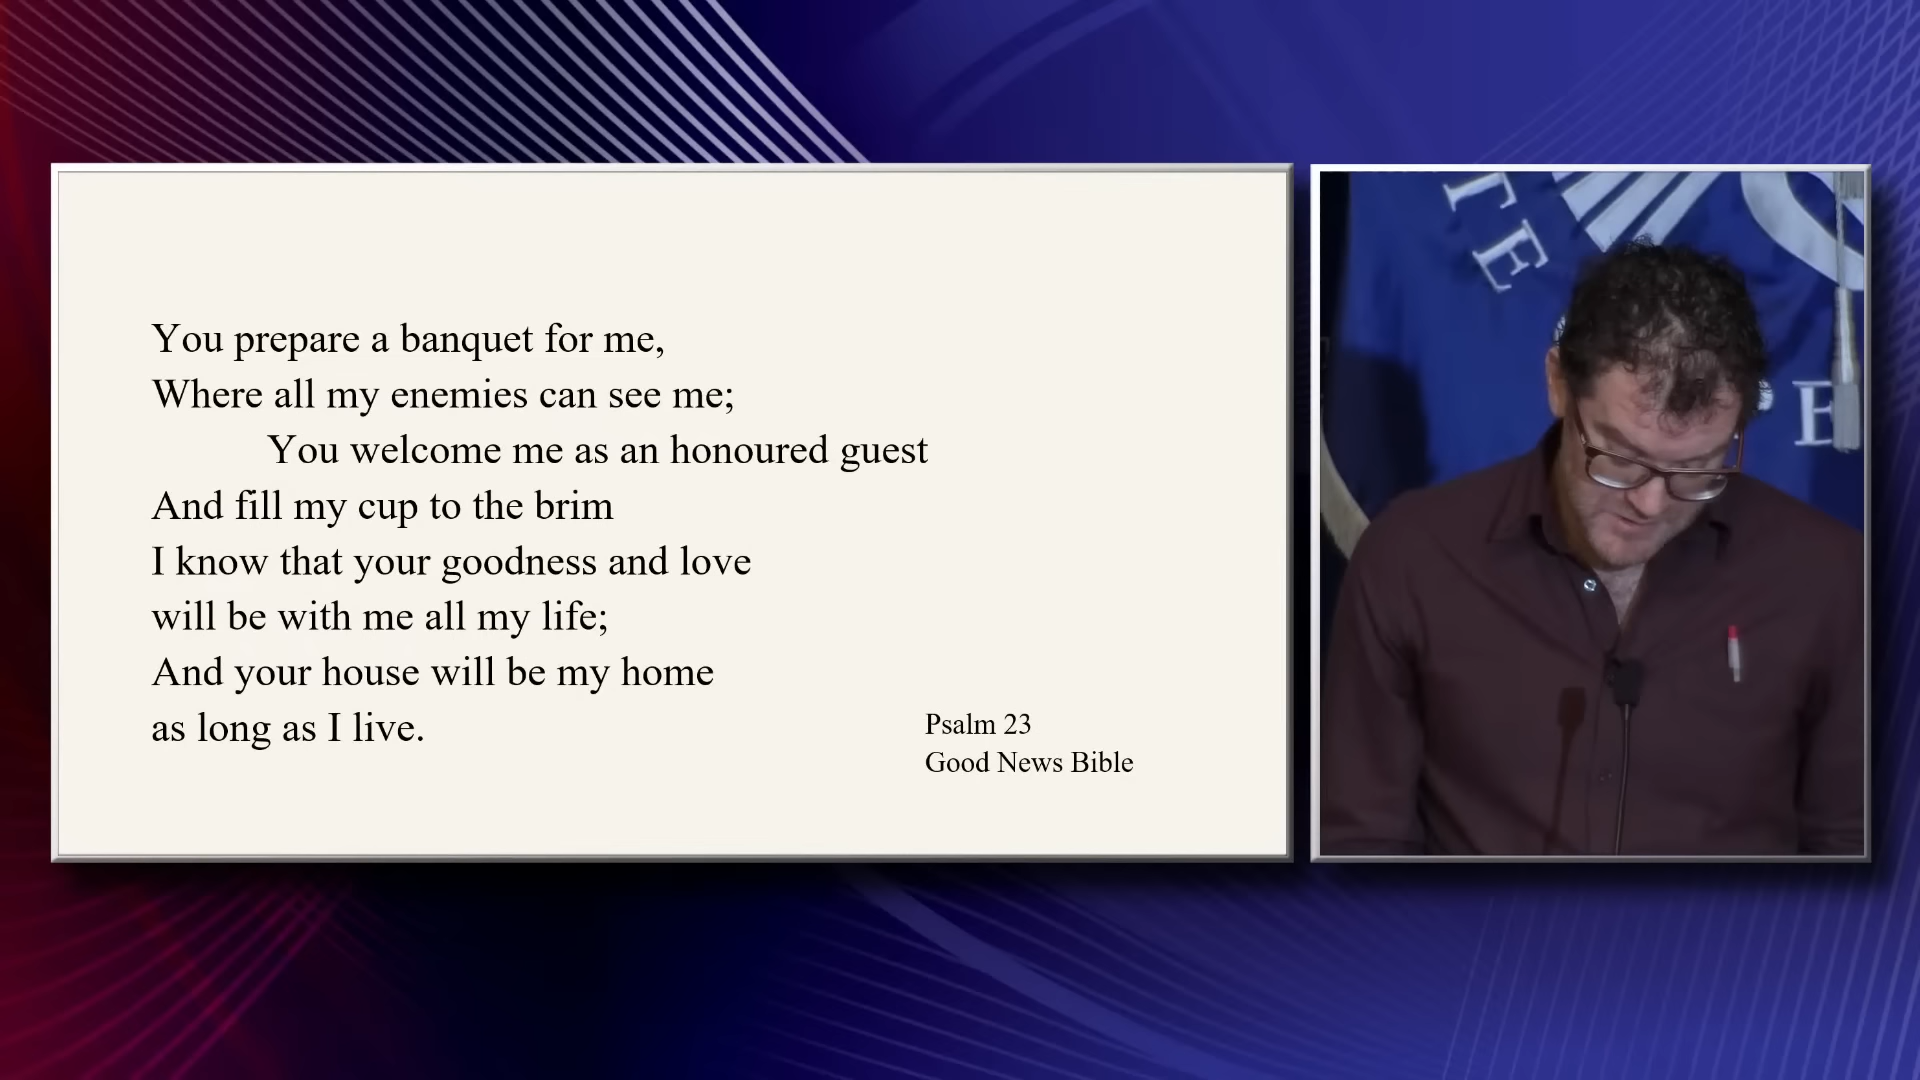 You prepare a banquet for me,
Where all my enemies can see me;
You welcome me as an honoured guest
And fill my cup to the brim
I know that your goodness and love
will be with me all my life;
And your house will be my home
as long as I live.
Psalm 23
Good News Bible
TE
E